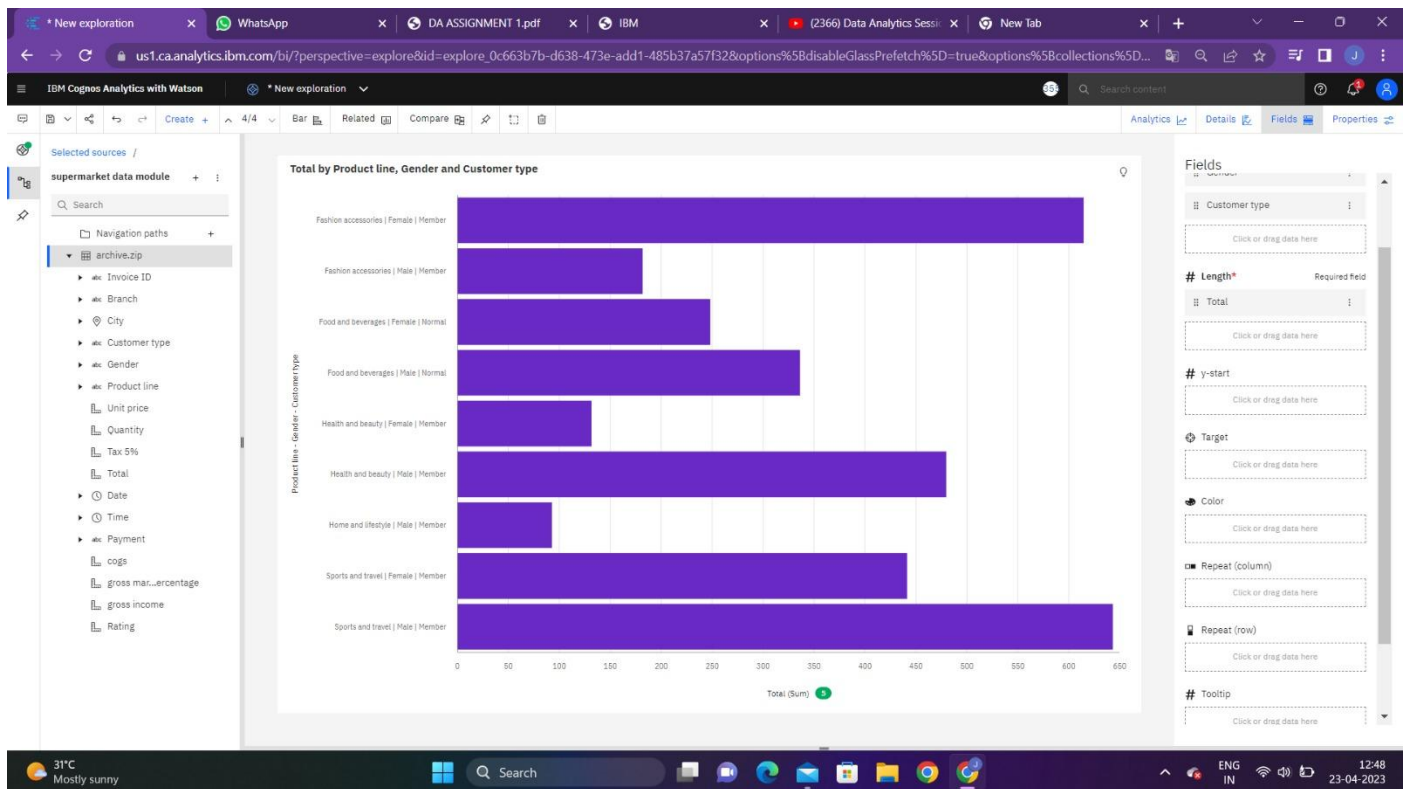 * New exploration
WhatsApp
DA ASSIGNMENT 1.pdf
IBM
(2366) Data Analytics Sessic
New Tab
us1.ca.analytics.ibm.com/bi/?perspective=explore&id=explore_0c663b7b-d638-473e-add1-485b37a57f32&options%5BdisableGlassPrefetch%5D=true&options%5Bcollections%5D...
J
IBM Cognos Analytics with Watson
* New exploration
Search content
1
Create
4/4
Bar
Related
Compare
Analytics
Details
Fields
Properties
Selected sources /
supermarket data module
Search
Navigation paths
archive.zip
abc Invoice ID
abc Branch
City
abc Customer type
abc Gender
abc Product line
Unit price
Quantity
Tax 5%
Total
Date
Time
abc Payment
cogs
gross mar...ercentage
gross income
Rating
Total by Product line, Gender and Customer type
Product line - Gender - Customer type
Fashion accessories | Female | Member
Fashion accessories | Male | Member
Food and beverages | Female | Normal
Food and beverages | Male | Normal
Health and beauty | Female | Member
Health and beauty | Male | Member
Home and lifestyle | Male | Member
Sports and travel | Female | Member
Sports and travel | Male | Member
0 50 100 150 200 250 300 350 400 450 500 550 600 650
Total (Sum) 5
Fields
Gender
Customer type
Click or drag data here
# Length* Required field
Total
Click or drag data here
# y-start
Click or drag data here
Target
Click or drag data here
Color
Click or drag data here
Repeat (column)
Click or drag data here
Repeat (row)
Click or drag data here
# Tooltip
Click or drag data here
31°C
Mostly sunny
Search
ENG
IN
12:48
23-04-2023